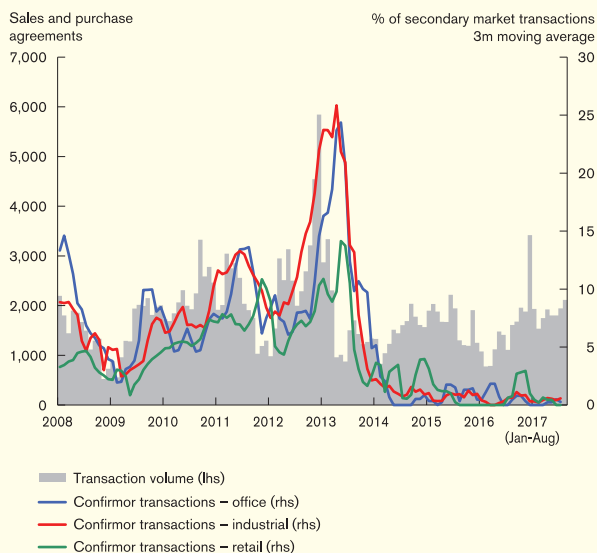 Sales and purchase
agreements
% of secondary market transactions
3m moving average
7,000
6,000
5,000
4,000
3,000
2,000
1,000
0
30
25
20
15
10
5
0
2008 2009 2010 2011 2012 2013 2014 2015 2016 2017
(Jan-Aug)
Transaction volume (lhs)
Confirmor transactions – office (rhs)
Confirmor transactions – industrial (rhs)
Confirmor transactions – retail (rhs)